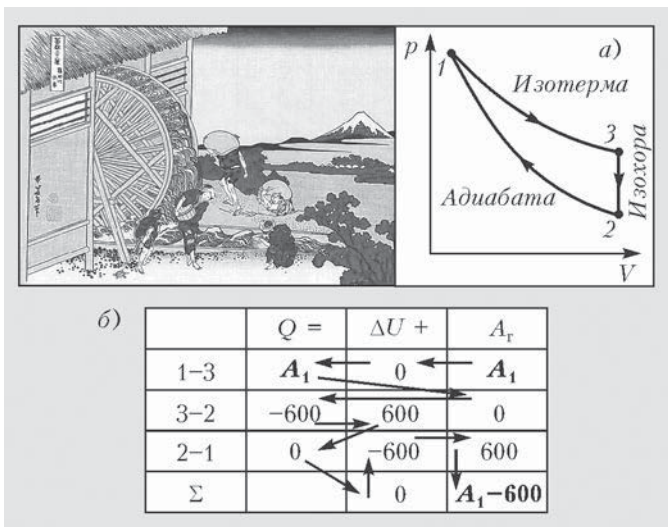 а)
p
1
Изотерма
3
Адиабата
Изохора
2
V
б)
Q = ΔU + Aг
1–3 A₁ 0 A₁
3–2 −600 600 0
2–1 0 −600 600
Σ 0 A₁−600